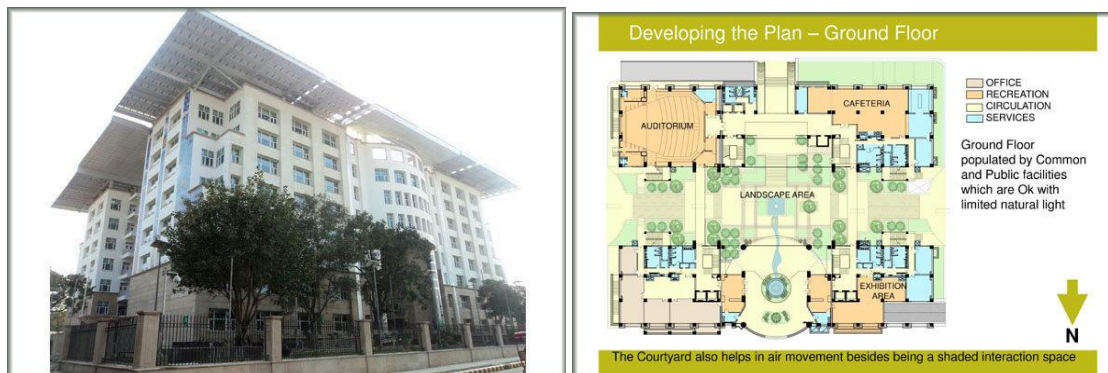 Developing the Plan – Ground Floor
OFFICE
RECREATION
CIRCULATION
SERVICES
CAFETERIA
AUDITORIUM
Ground Floor
populated by Common
and Public facilities
which are Ok with
limited natural light
LANDSCAPE AREA
EXHIBITION
AREA
N
The Courtyard also helps in air movement besides being a shaded interaction space